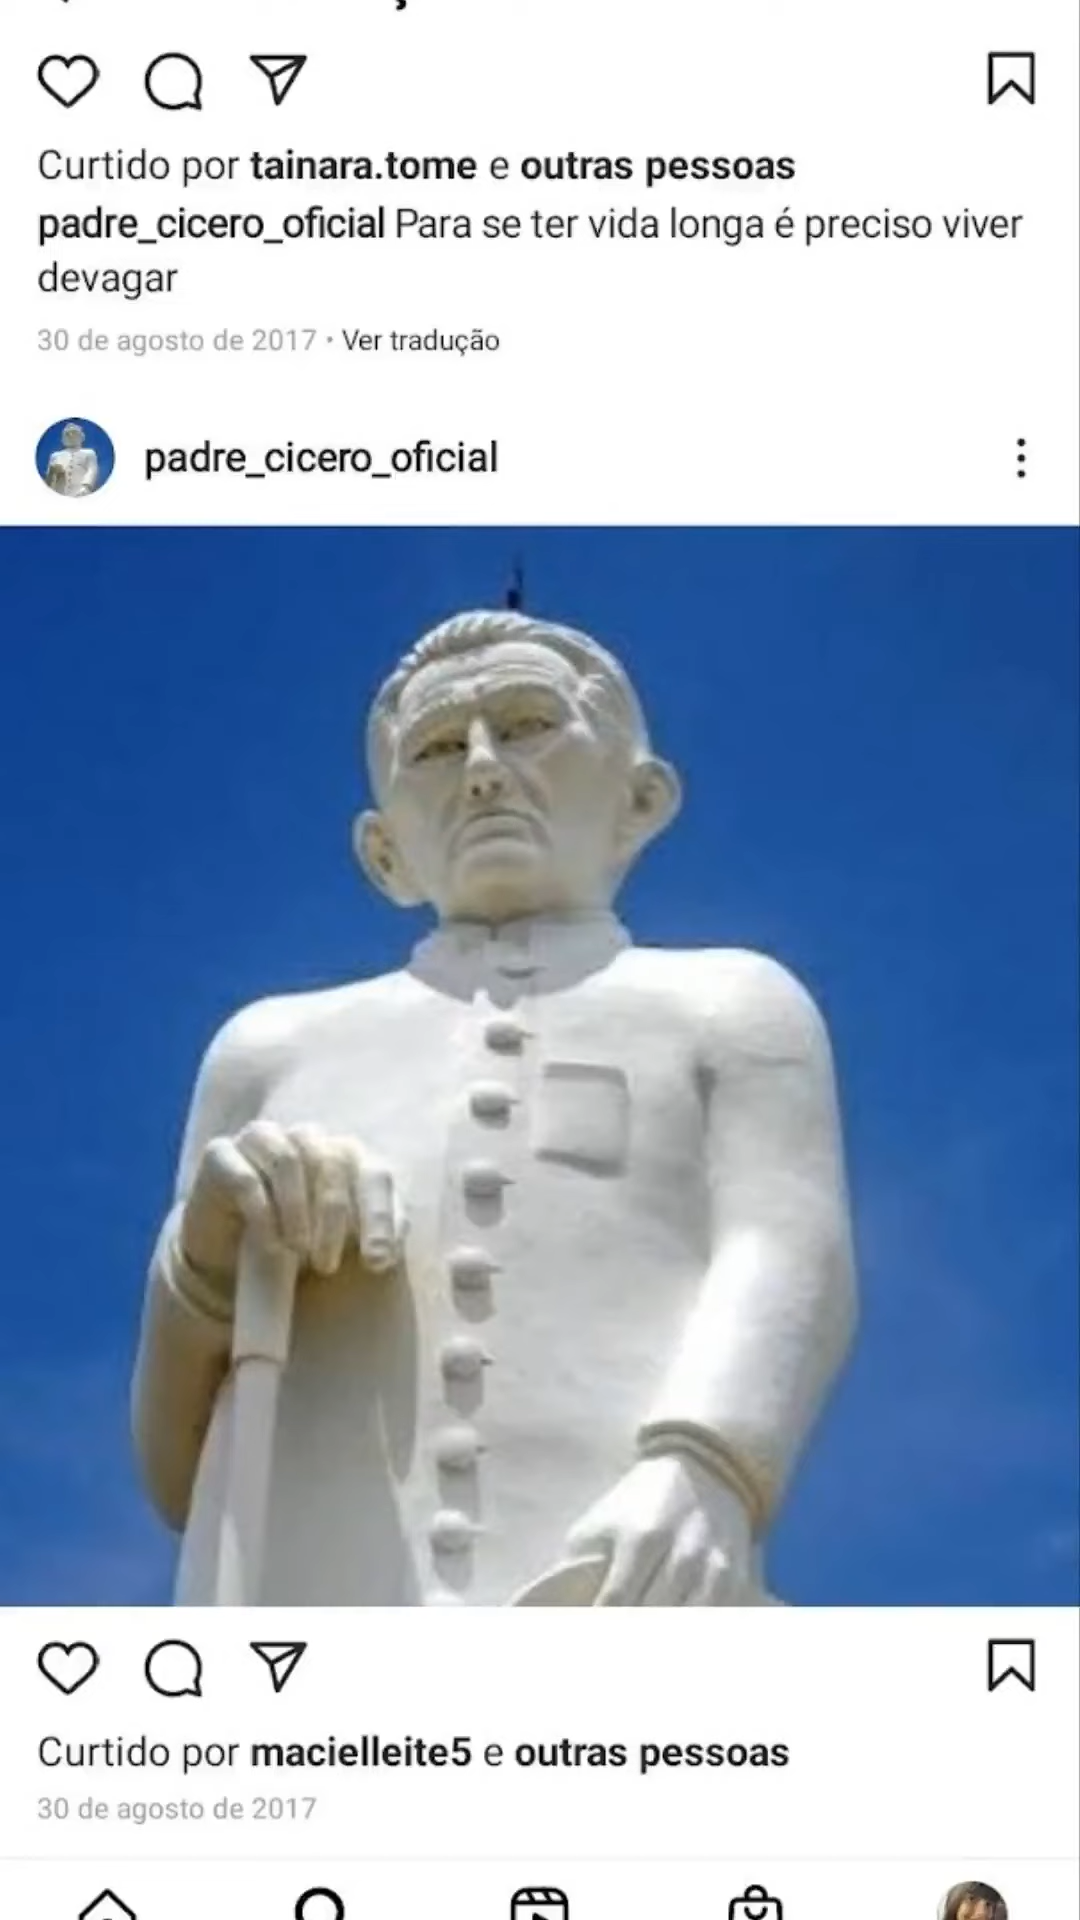 Curtido por tainara.tome e outras pessoas
padre_cicero_oficial Para se ter vida longa é preciso viver
devagar
30 de agosto de 2017 • Ver tradução
padre_cicero_oficial
Curtido por macielleite5 e outras pessoas
30 de agosto de 2017